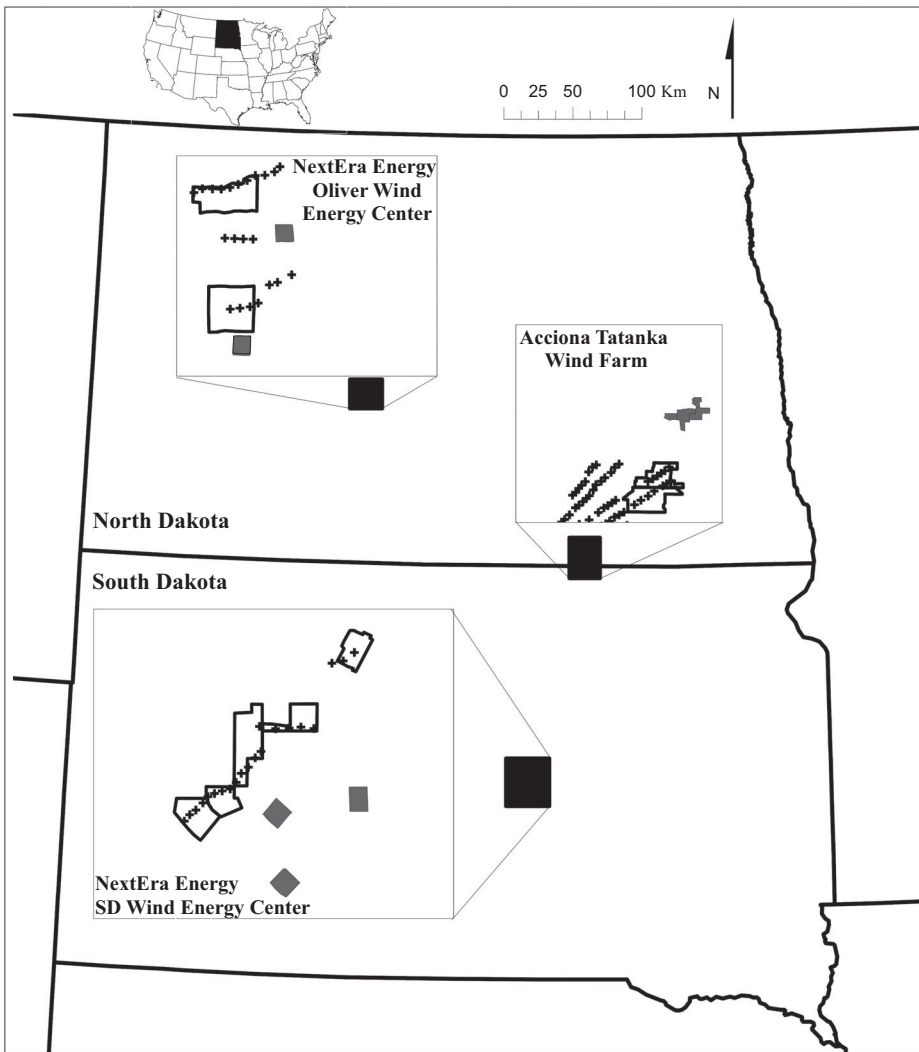 0 25 50 100 Km
N
NextEra Energy
Oliver Wind
Energy Center
Acciona Tatanka
Wind Farm
North Dakota
South Dakota
NextEra Energy
SD Wind Energy Center